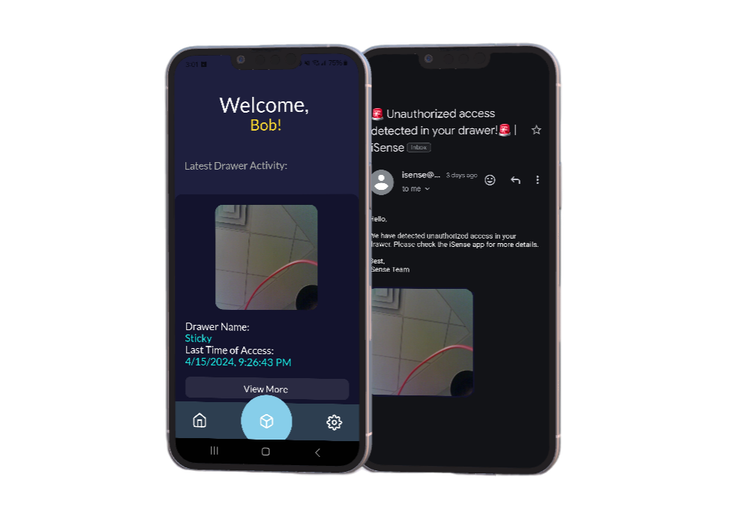 Welcome,
Bob!
Latest Drawer Activity:
Drawer Name:
Sticky
Last Time of Access:
4/15/2024, 9:26:43 PM
View More
🚨 Unauthorized access
detected in your drawer!🚨 |
iSense Inbox
isense@... 3 days ago
to me
Hello,
We have detected unauthorized access in your
drawer. Please check the iSense app for more details.
Best,
iSense Team